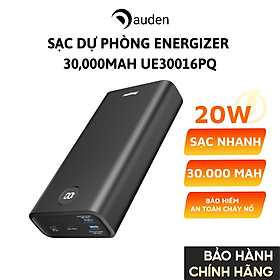 auden
SẠC DỰ PHÒNG ENERGIZER
30,000MAH UE30016PQ
20W
SẠC NHANH
30.000 MAH
BẢO HIỂM
AN TOÀN CHÁY NỔ
BẢO HÀNH
CHÍNH HÃNG